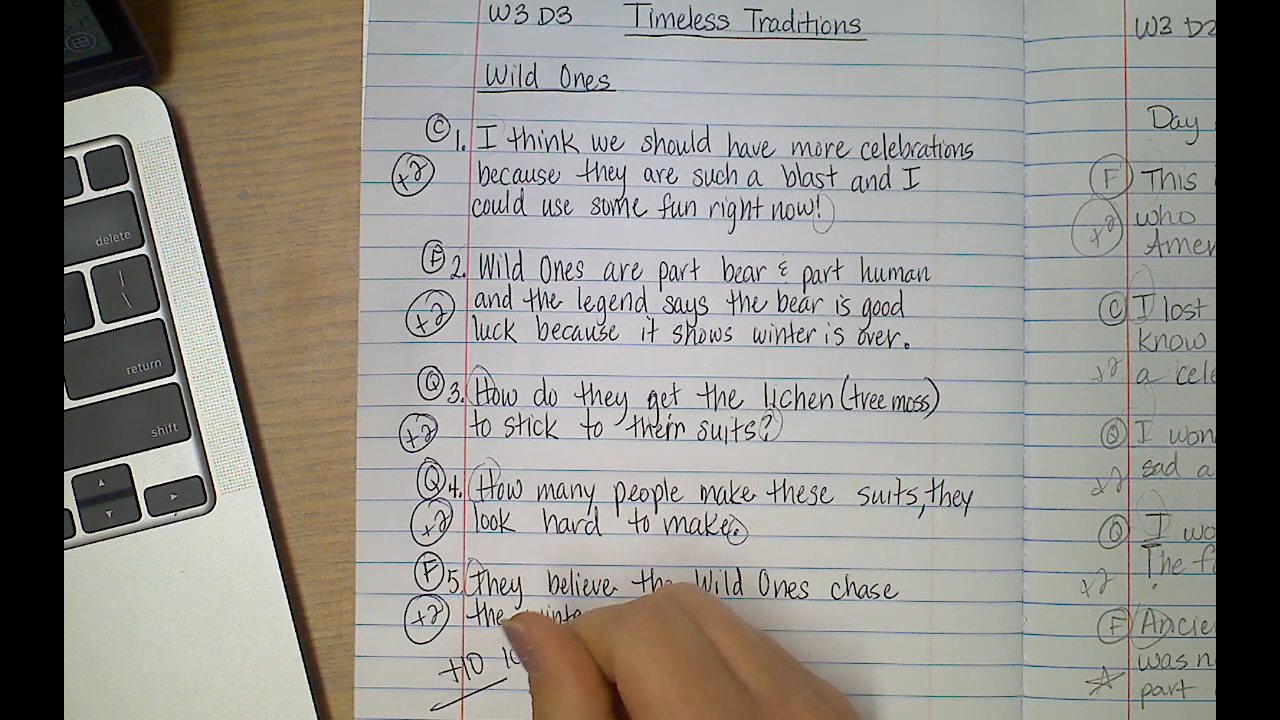 W3 D3 Timeless Traditions
Wild Ones
C 1. I think we should have more celebrations
+2 because they are such a blast and I
could use some fun right now!
F 2. Wild Ones are part bear & part human
+2 and the legend says the bear is good
luck because it shows winter is over.
Q 3. How do they get the lichen (tree moss)
+2 to stick to their suits?
Q 4. How many people make these suits, they
+2 look hard to make.
F 5. They believe the Wild Ones chase
+2 the
+10
W3 D2
Day
F This
+2 who
C I lost
know
+2 a
Q I
+2 sad a
Q I
+2 The
F
was
part
delete
|
\
return
shift